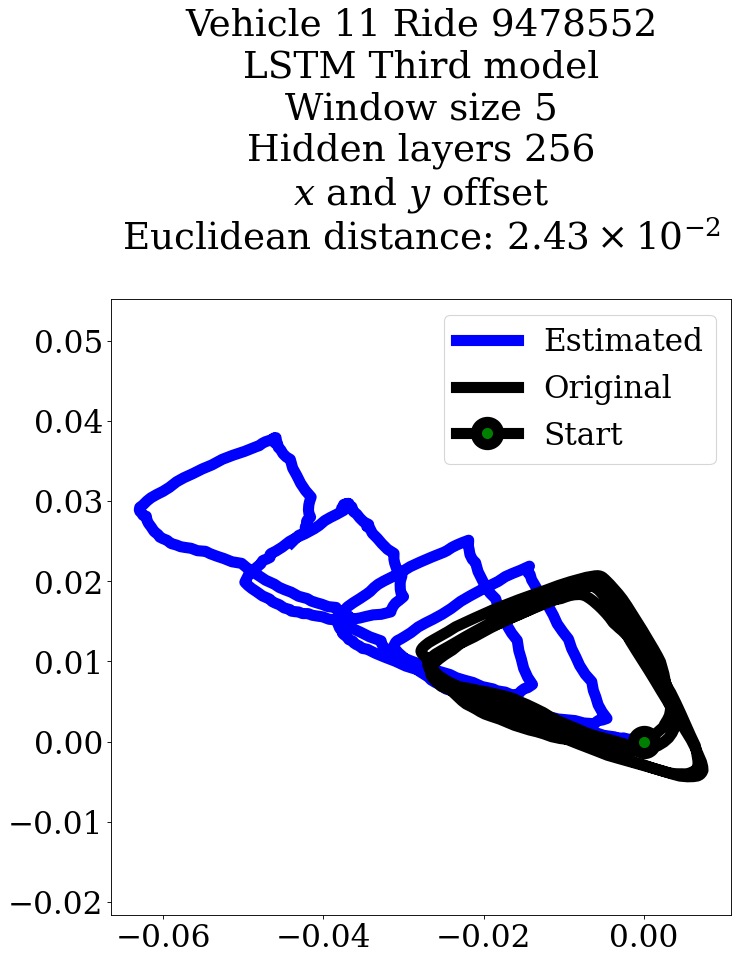 Vehicle 11 Ride 9478552
LSTM Third model
Window size 5
Hidden layers 256
x and y offset
Euclidean distance: 2.43 × 10⁻²
Estimated
Original
Start
0.05
0.04
0.03
0.02
0.01
0.00
−0.01
−0.02
−0.06 −0.04 −0.02 0.00